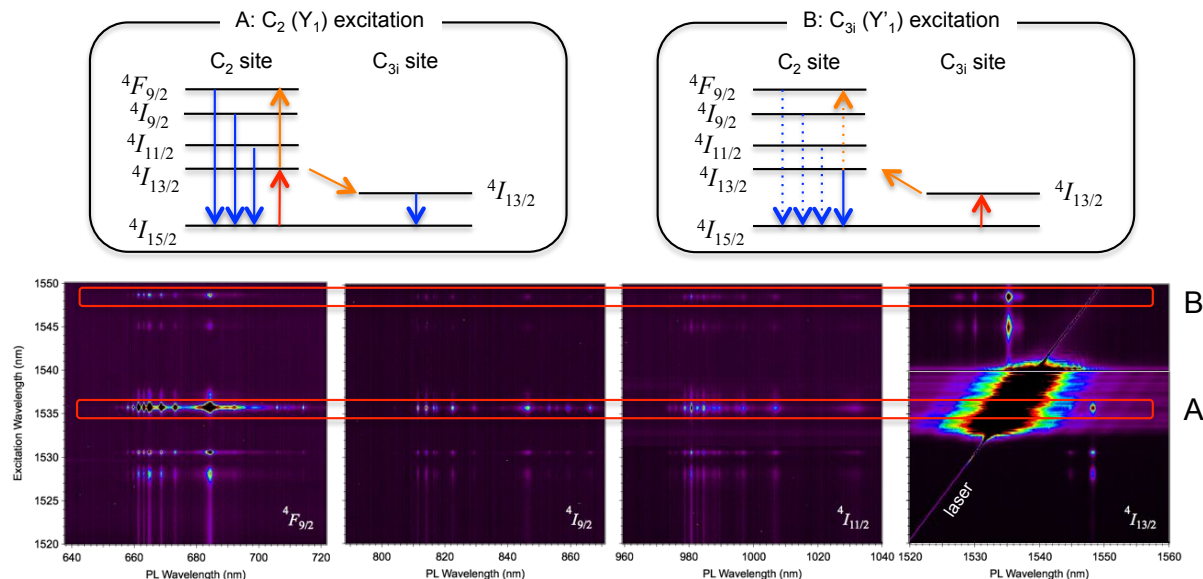 A: C₂ (Y₁) excitation
C₂ site
C₃ᵢ site
⁴F₉/₂
⁴I₉/₂
⁴I₁₁/₂
⁴I₁₃/₂
⁴I₁₃/₂
⁴I₁₅/₂
B: C₃ᵢ (Y'₁) excitation
C₂ site
C₃ᵢ site
⁴F₉/₂
⁴I₉/₂
⁴I₁₁/₂
⁴I₁₃/₂
⁴I₁₃/₂
⁴I₁₅/₂
Excitation Wavelength (nm)
1550
1545
1540
1535
1530
1525
1520
⁴F₉/₂
640 660 680 700 720
PL Wavelength (nm)
⁴I₉/₂
800 820 840 860
PL Wavelength (nm)
⁴I₁₁/₂
960 980 1000 1020 1040
PL Wavelength (nm)
laser
⁴I₁₃/₂
1520 1530 1540 1550 1560
PL Wavelength (nm)
B
A